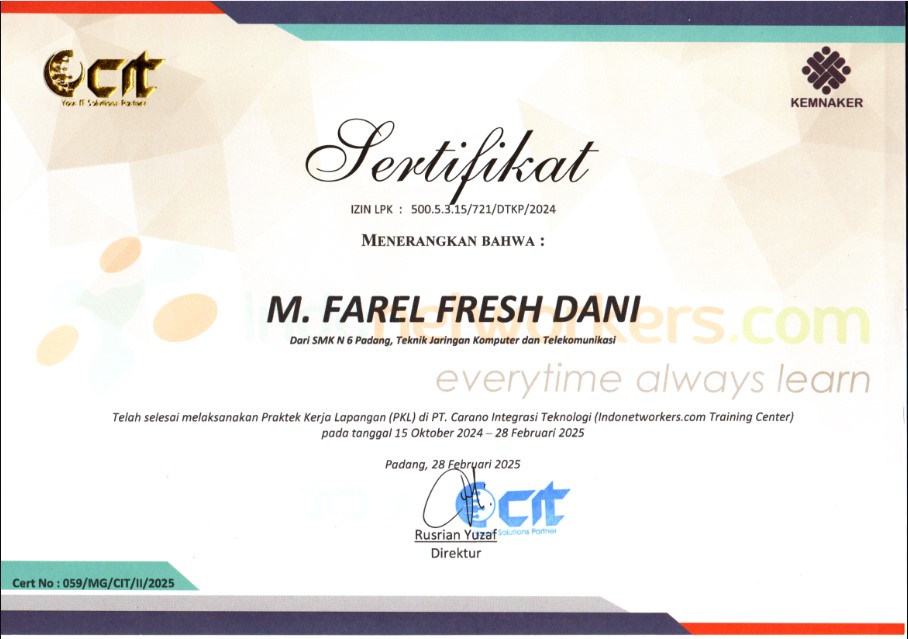 CIT
Your IT Solutions Partner
KEMNAKER
Sertifikat
IZIN LPK : 500.5.3.15/721/DTKP/2024
MENERANGKAN BAHWA :
M. FAREL FRESH DANI
Indonetworkers.com
Dari SMK N 6 Padang, Teknik Jaringan Komputer dan Telekomunikasi
everytime always learn
Telah selesai melaksanakan Praktek Kerja Lapangan (PKL) di PT. Carano Integrasi Teknologi (Indonetworkers.com Training Center)
pada tanggal 15 Oktober 2024 – 28 Februari 2025
Padang, 28 Februari 2025
CIT
Solutions Partner
Rusrian Yuzaf
Direktur
Cert No : 059/MG/CIT/II/2025